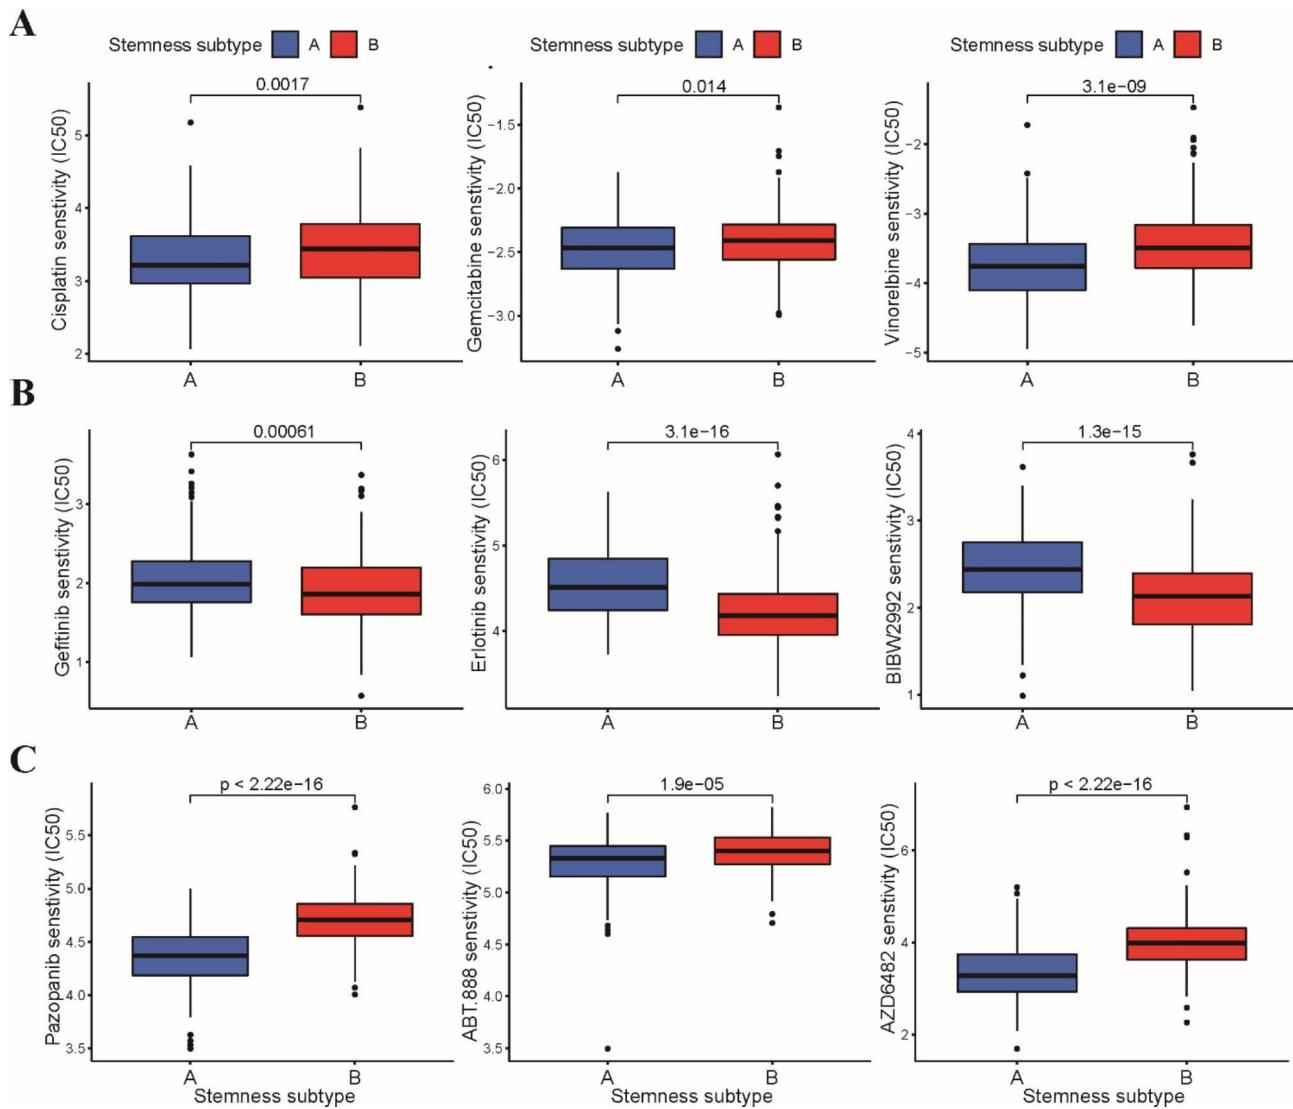 A
Stemness subtype A B
Stemness subtype A B
Stemness subtype A B
Cisplatin senstivity (IC50)
5
4
3
2
0.0017
A B
Gemcitabine senstivity (IC50)
−1.5
−2.0
−2.5
−3.0
0.014
A B
Vinorelbine sensitivity (IC50)
−2
−3
−4
−5
3.1e−09
A B
B
Gefitinib senstivity (IC50)
3
2
1
0.00061
A B
Erlotinib senstivity (IC50)
6
5
4
3.1e−16
A B
BIBW2992 senstivity (IC50)
4
3
2
1
1.3e−15
A B
C
Pazopanib senstivity (IC50)
5.5
5.0
4.5
4.0
3.5
p < 2.22e−16
A B
Stemness subtype
ABT.888 senstivity (IC50)
6.0
5.5
5.0
4.5
4.0
3.5
1.9e−05
A B
Stemness subtype
AZD6482 senstivity (IC50)
6
4
2
p < 2.22e−16
A B
Stemness subtype